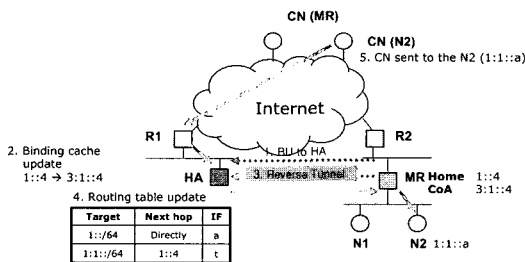 CN (MR)
CN (N2)
5. CN sent to the N2 (1:1::a)
Internet
R1
R2
1. BU to HA
2. Binding cache
update
1::4 → 3:1::4
HA
3. Reverse Tunnel
MR Home 1::4
CoA 3:1::4
4. Routing table update
Target Next hop IF
1::/64 Directly a
1:1::/64 1::4 t
N1
N2 1:1::a